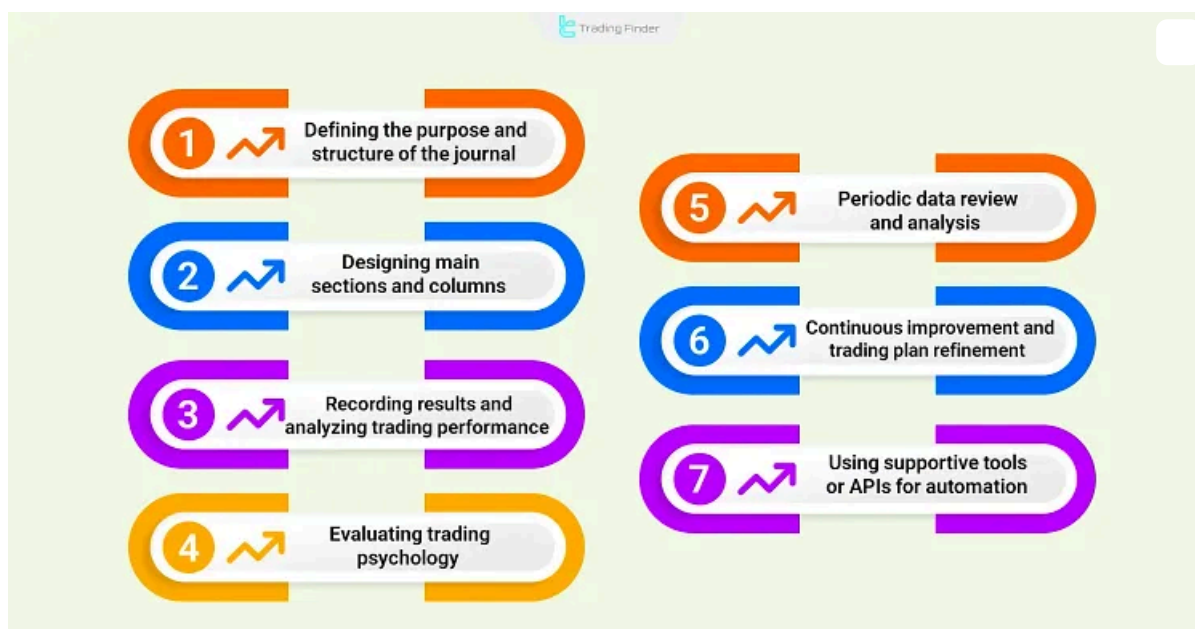 Trading Finder
1
Defining the purpose and
structure of the journal
2
Designing main
sections and columns
3
Recording results and
analyzing trading performance
4
Evaluating trading
psychology
5
Periodic data review
and analysis
6
Continuous improvement and
trading plan refinement
7
Using supportive tools
or APIs for automation